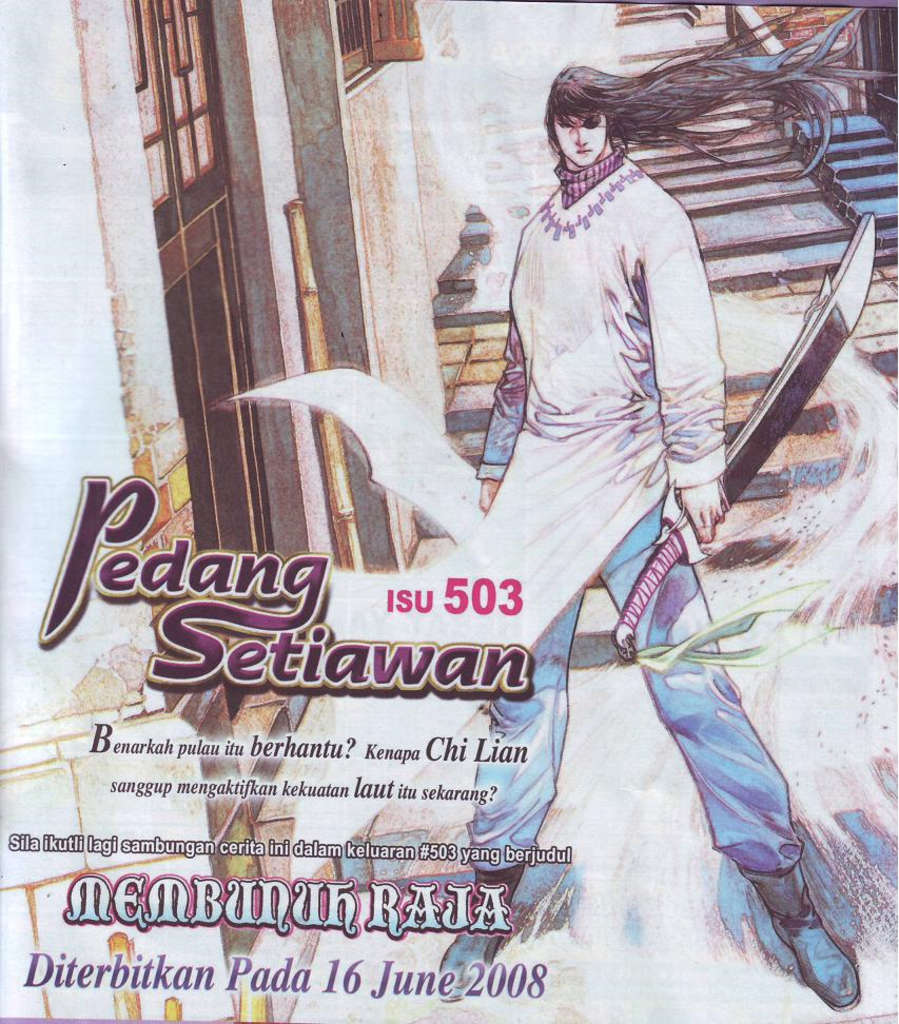 Pedang
Setiawan
ISU 503
Benarkah pulau itu berhantu? Kenapa Chi Lian
sanggup mengaktifkan kekuatan laut itu sekarang?
Sila ikutli lagi sambungan cerita ini dalam keluaran #503 yang berjudul
MEMBUNUH RAJA
Diterbitkan Pada 16 June 2008